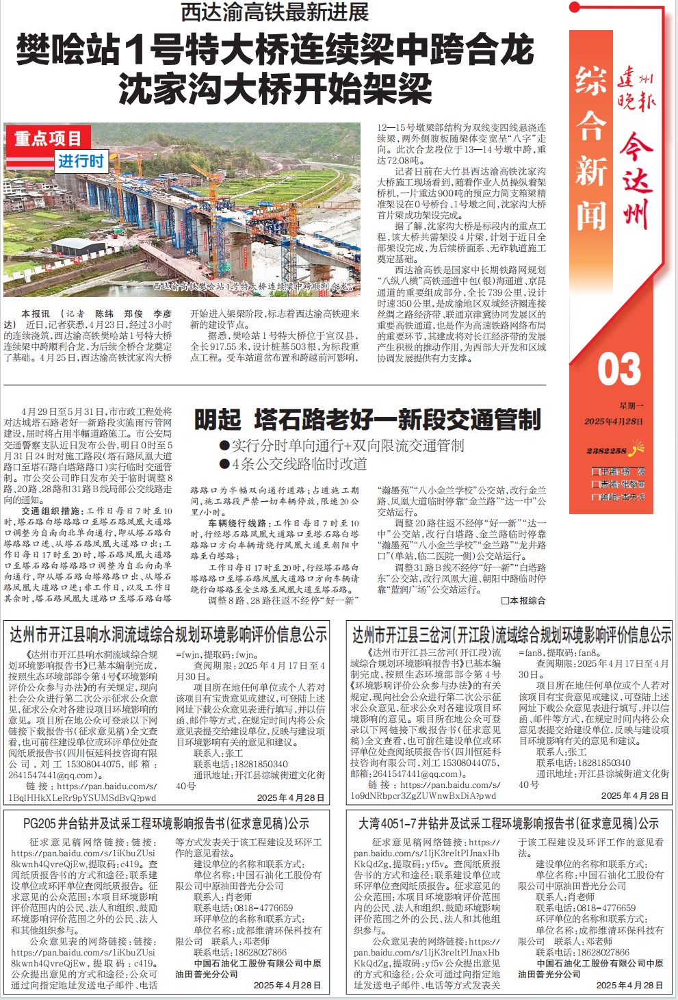 西达渝高铁最新进展
樊哙站1号特大桥连续梁中跨合龙
沈家沟大桥开始架梁
重点项目
进行时
西达渝高铁樊哙站1号特大桥连续梁中跨顺利合龙。
本报讯 (记者 陈纬 郑俊 李彦
达) 近日,记者获悉,4月23日,经过3小时
的连续浇筑,西达渝高铁樊哙站1号特大桥
连续梁中跨顺利合龙,为后续全桥合龙奠定
了基础。4月25日,西达渝高铁沈家沟大桥
开始进入架梁阶段,标志着西达渝高铁迎来
新的建设节点。
据悉,樊哙站1号特大桥位于宣汉县,
全长917.55米,设计桩基503根,为标段重
点工程。受车站道岔布置和跨越前河影响,
12—15号墩梁部结构为双线变四线悬浇连
续梁,两外侧腹板随梁体变宽呈“八字”走
向。此次合龙段位于13—14号墩中跨,重
达72.08吨。
记者日前在大竹县西达渝高铁沈家沟
大桥施工现场看到,随着作业人员操纵着架
桥机,一片重达900吨的预应力简支箱梁精
准架设在0号桥台、1号墩之间,沈家沟大桥
首片梁成功架设完成。
据了解,沈家沟大桥是标段内的重点工
程,该大桥共需架设4片梁,计划于近日全
部架设完成,为后续桥面系、无砟轨道施工
奠定基础。
西达渝高铁是国家中长期铁路网规划
“八纵八横”高铁通道中包(银)海通道、京昆
通道的重要组成部分,全长739公里,设计
时速350公里,是成渝地区双城经济圈连接
丝绸之路经济带、联通京津冀协同发展区的
重要高铁通道,也是作为高速铁路网络布局
的重要环节,其建成将对长江经济带的发展
产生积极的推动作用,为西部大开发和区域
协调发展提供有力支撑。
综合新闻
达州晚报
今达州
03
星期一
2025年4月28日
2382258
4月29日至5月31日,市市政工程处将
对达城塔石路老好一新路段实施雨污管网
建设,届时将占用半幅道路施工。市公安局
交通警察支队近日发布公告,明日0时至5
月31日24时对施工路段(塔石路凤凰大道
路口至塔石路白塔路路口)实行临时交通管
制。市公交公司昨日发布关于临时调整8
路、20路、28路和31路B线局部公交线路走
向的通知。
交通组织措施:工作日每日7时至10
时,塔石路白塔路路口至塔石路凤凰大道路
口调整为自南向北单向通行,即从塔石路白
塔路路口进、从塔石路凤凰大道路口出;工
作日每日17时至20时,塔石路凤凰大道路
口至塔石路白塔路路口调整为自北向南单
向通行,即从塔石路白塔路路口出、从塔石
路凤凰大道路口进;非工作日,以及工作日
其余时,塔石路凤凰大道路口至塔石路白塔
明起 塔石路老好一新段交通管制
●实行分时单向通行+双向限流交通管制
●4条公交线路临时改道
路路口为半幅双向通行道路;占道施工期
间,施工路段严禁一切车辆停放,限速20公
里/小时。
车辆绕行线路:工作日每日7时至10
时,行经塔石路凤凰大道路口至塔石路白塔
路路口方向车辆请绕行凤凰大道至朝阳中
路至白塔路;
工作日每日17时至20时,行经塔石路白
塔路路口至塔石路凤凰大道路口方向车辆请
绕行白塔路至金兰路至凤凰大道至塔石路。
调整8路、28路往返不经停“好一新”
“瀚墨苑”“八小金兰学校”公交站,改行金兰
路、凤凰大道临时停靠“金兰路”“达一中”公
交站运行。
调整20路往返不经停“好一新”“达一
中”公交站,改行白塔路、金兰路临时停靠
“瀚墨苑”“八小金兰学校”“金兰路”“龙井路
口”(单站,临二医院一侧)公交站运行。
调整31路B线不经停“好一新”“白塔路
东”公交站,改行凤凰大道、朝阳中路临时停
靠“蓝润广场”公交站运行。
□本报综合
达州市开江县响水洞流域综合规划环境影响评价信息公示
《达州市开江县响水洞流域综合规
划环境影响报告书》已基本编制完成,
按照生态环境部部令第4号《环境影响
评价公众参与办法》的有关规定,现向
社会公众进行第二次公示征求公众意
见,征求公众对各建设项目环境影响的
意见。项目所在地公众可登录以下网
链接下载报告书(征求意见稿)全文查
看,也可前往建设单位或环评单位处查
阅纸质报告书(四川恒延科技咨询有限
公司,刘工15308044075,邮箱:
2641547441@qq.com)。
链接:https://pan.baidu.com/s/
1BqlHHkXLeRr9pYSUMSdBvQ?pwd
=fwjn,提取码:fwjn。
查阅期限:2025年4月17日至4
月30日。
项目所在地任何单位或个人若对
该项目有宝贵意见或建议,可登陆上述
网址下载公众意见表进行填写,并以信
函、邮件等方式,在规定时间内将公众
意见表提交给建设单位,反映与建设项
目环境影响有关的意见和建议。
联系人:张工
联系电话:18281850340
通讯地址:开江县淙城街道文化街
40号
2025年4月28日
达州市开江县三岔河(开江段)流域综合规划环境影响评价信息公示
《达州市开江县三岔河(开江段)流
域综合规划环境影响报告书》已基本编
制完成,按照生态环境部部令第4号
《环境影响评价公众参与办法》的有关
规定,现向社会公众进行第二次公示征
求公众意见,征求公众对各建设项目环
境影响的意见。项目所在地公众可登
录以下网链接下载报告书(征求意见
稿)全文查看,也可前往建设单位或环
评单位处查阅纸质报告书(四川恒延科
技咨询有限公司,刘工15308044075,
邮箱:2641547441@qq.com)。
链接:https://pan.baidu.com/s/
1o9dNRbpcr3ZgZUWnwBxDiA?pwd
=fan8,提取码:fan8。
查阅期限:2025年4月17日至4月
30日。
项目所在地任何单位或个人若对
该项目有宝贵意见或建议,可登陆上述
网址下载公众意见表进行填写,并以信
函、邮件等方式,在规定时间内将公众
意见表提交给建设单位,反映与建设项
目环境影响有关的意见和建议。
联系人:张工
联系电话:18281850340
通讯地址:开江县淙城街道文化街
40号
2025年4月28日
PG205井台钻井及试采工程环境影响报告书(征求意见稿)公示
征求意见稿网络链接:链接:
https://pan.baidu.com/s/1iKbuZUsi
8kwnh4QvreQjEw,提取码:c419。查
阅纸质报告书的方式和途径:联系建
设单位或环评单位查阅纸质报告。征
求意见的公众范围:本项目环境影响
评价范围内的公民、法人和组织,鼓励
环境影响评价范围之外的公民、法人
和其他组织参与。
公众意见表的网络链接:链接:
https://pan.baidu.com/s/1iKbuZUsi
8kwnh4QvreQjEw,提取码:c419。
公众提出意见的方式和途径:公众可
通过向指定地址发送电子邮件、电话
等方式发表关于该工程建设及环评工
作的意见看法。
建设单位的名称和联系方式:
单位名称:中国石油化工股份有
限公司中原油田普光分公司
联系人:肖老师
联系电话:0818-4776659
环评单位的名称和联系方式:
单位名称:成都维清环保科技有
限公司 联系人:邓老师
联系电话:18628027866
中国石油化工股份有限公司中原
油田普光分公司
2025年4月28日
大湾4051-7井钻井及试采工程环境影响报告书(征求意见稿)公示
征求意见稿网络链接:https://
pan.baidu.com/s/1IjK3reItPIJnaxHb
KkQdZg,提取码:yf5v。查阅纸质报
告书的方式和途径:联系建设单位或
环评单位查阅纸质报告。征求意见的
公众范围:本项目环境影响评价范围
内的公民、法人和组织,鼓励环境影响
评价范围之外的公民、法人和其他组
织参与。
公众意见表的网络链接:https://
pan.baidu.com/s/1IjK3reItPIJnaxHb
KkQdZg,提取码:yf5v公众提出意见
的方式和途径:公众可通过向指定地
址发送电子邮件、电话等方式发表关
于该工程建设及环评工作的意见看
法。
建设单位的名称和联系方式:
单位名称:中国石油化工股份有
限公司中原油田普光分公司
联系人:肖老师
联系电话:0818-4776659
环评单位的名称和联系方式:
单位名称:成都维清环保科技有
限公司 联系人:邓老师
联系电话:18628027866
中国石油化工股份有限公司中原
油田普光分公司
2025年4月28日